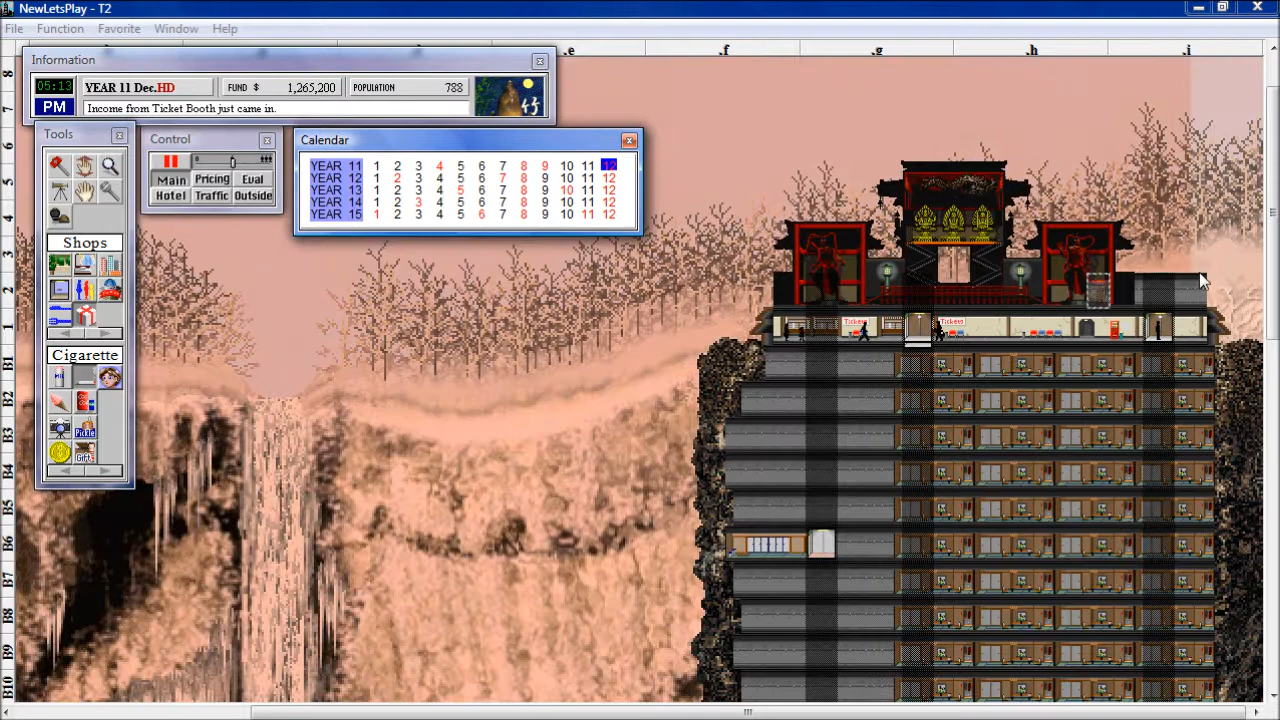 NewLetsPlay - T2
File Function Favorite Window Help
,e ,f ,g ,h ,i
Information
05:13 YEAR 11 Dec.HD FUND $ 1,265,200 POPULATION 788
PM Income from Ticket Booth just came in.
竹
Tools
Control
Main Pricing Eval
Hotel Traffic Outside
Calendar
YEAR 11 1 2 3 4 5 6 7 8 9 10 11 12
YEAR 12 1 2 3 4 5 6 7 8 9 10 11 12
YEAR 13 1 2 3 4 5 6 7 8 9 10 11 12
YEAR 14 1 2 3 4 5 6 7 8 9 10 11 12
YEAR 15 1 2 3 4 5 6 7 8 9 10 11 12
Shops
Cigarette
Gift
8
7
6
5
4
3
2
1
B1
B2
B3
B4
B5
B6
B7
B8
B9
B10
Tickets Tickets